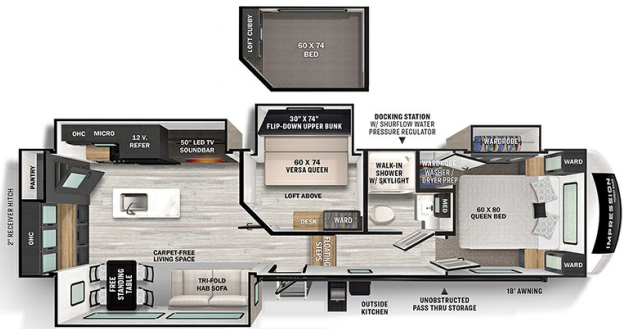 LOFT CUBBY
60 X 74
BED
DOCKING STATION
W/ SHURFLOW WATER
PRESSURE REGULATOR
30" X 74"
FLIP-DOWN UPPER BUNK
OHC
MICRO
12 V.
REFER
50" LED TV
SOUNDBAR
60 X 74
VERSA QUEEN
LOFT ABOVE
DESK
WARD
WALK-IN
SHOWER
W/ SKYLIGHT
WARDROBE
WARDROBE
WASHER/
DRYER PREP
MED
60 X 80
QUEEN BED
WARD
WARD
IMPRESSION
PANTRY
OHC
2" RECEIVER HITCH
CARPET-FREE
LIVING SPACE
FREE
STANDING
TABLE
TRI-FOLD
HAB SOFA
FLOATING
STEPS
OUTSIDE
KITCHEN
UNOBSTRUCTED
PASS THRU STORAGE
18' AWNING